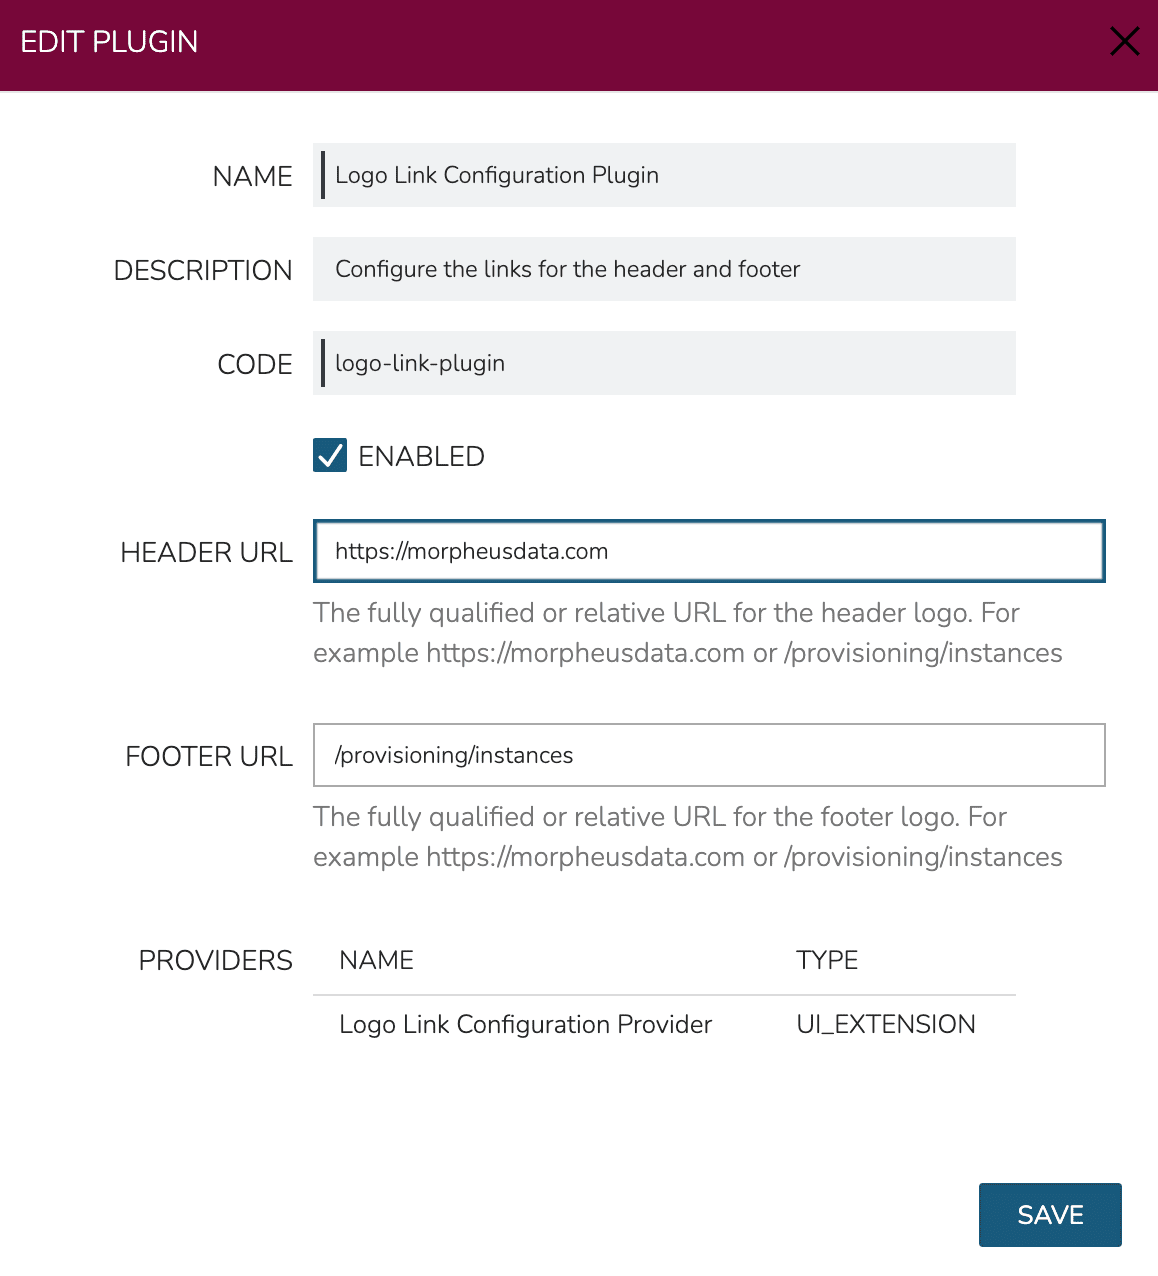 EDIT PLUGIN
NAME Logo Link Configuration Plugin
DESCRIPTION Configure the links for the header and footer
CODE logo-link-plugin
ENABLED
HEADER URL https://morpheusdata.com
The fully qualified or relative URL for the header logo. For
example https://morpheusdata.com or /provisioning/instances
FOOTER URL /provisioning/instances
The fully qualified or relative URL for the footer logo. For
example https://morpheusdata.com or /provisioning/instances
PROVIDERS NAME TYPE
Logo Link Configuration Provider UI_EXTENSION
SAVE